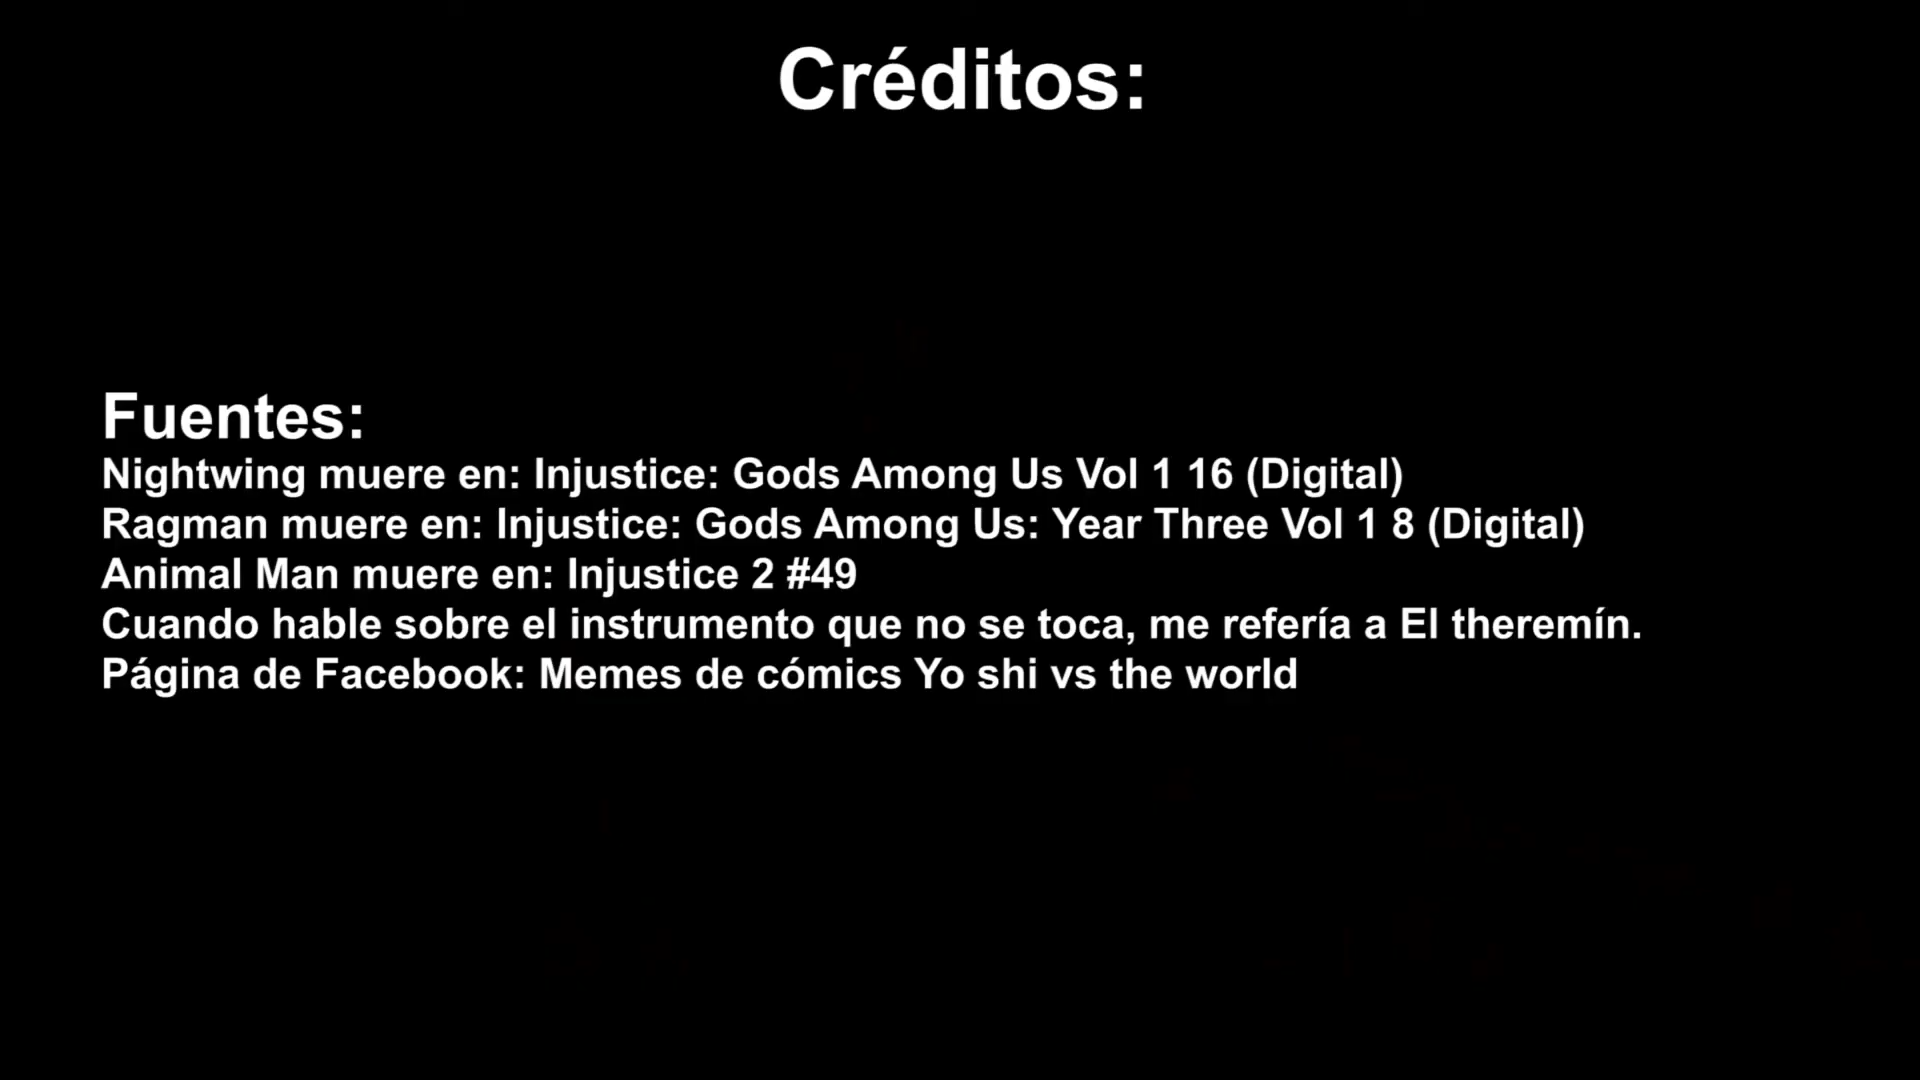 Créditos:
Fuentes:
Nightwing muere en: Injustice: Gods Among Us Vol 1 16 (Digital)
Ragman muere en: Injustice: Gods Among Us: Year Three Vol 1 8 (Digital)
Animal Man muere en: Injustice 2 #49
Cuando hable sobre el instrumento que no se toca, me refería a El theremín.
Página de Facebook: Memes de cómics Yo shi vs the world